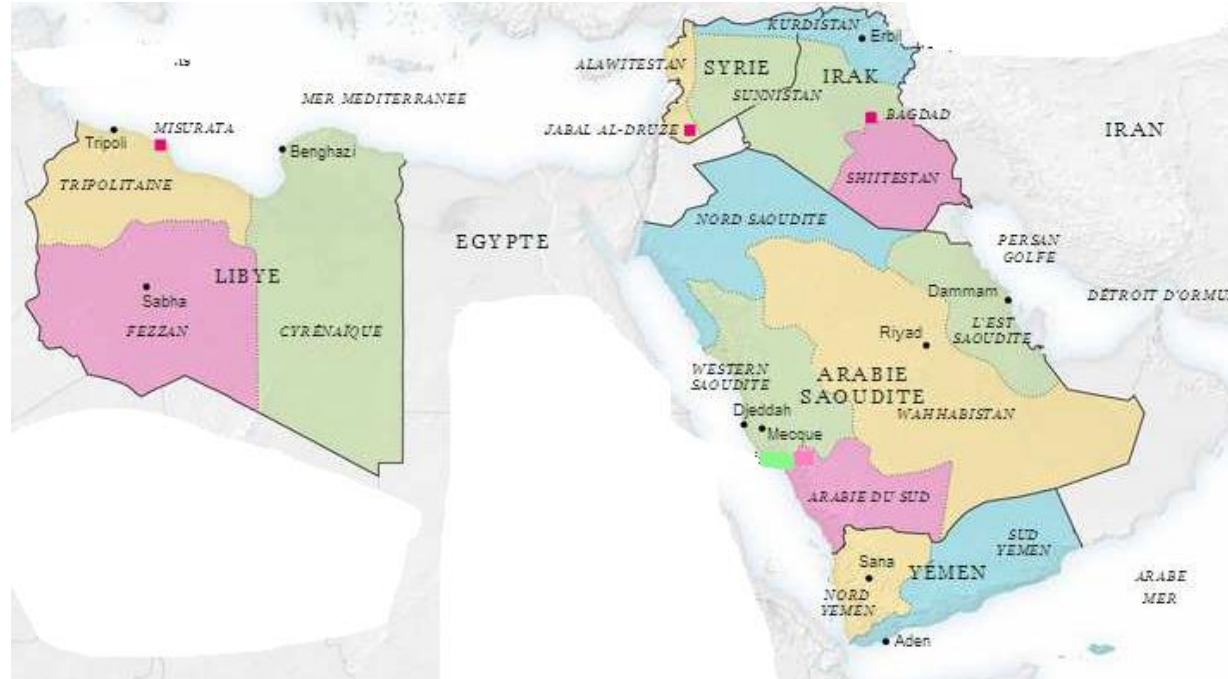 KURDISTAN
Erbil
ALAWITESTAN
SYRIE
IRAK
SUNNISTAN
MER MEDITERRANEE
MISURATA
JABAL AL-DRUZE
BAGDAD
IRAN
Tripoli
Benghazi
TRIPOLITAINE
SHIITESTAN
NORD SAOUDITE
EGYPTE
PERSAN
GOLFE
LIBYE
Sabha
Dammam
DÉTROIT D'ORMU
FEZZAN
CYRÉNAÏQUE
Riyad
L'EST
SAOUDITE
WESTERN
SAOUDITE
ARABIE
SAOUDITE
WAHHABISTAN
Djeddah
Mecque
ARABIE DU SUD
SUD
YEMEN
Sana
YÉMEN
NORD
YEMÉN
ARABE
MER
Aden